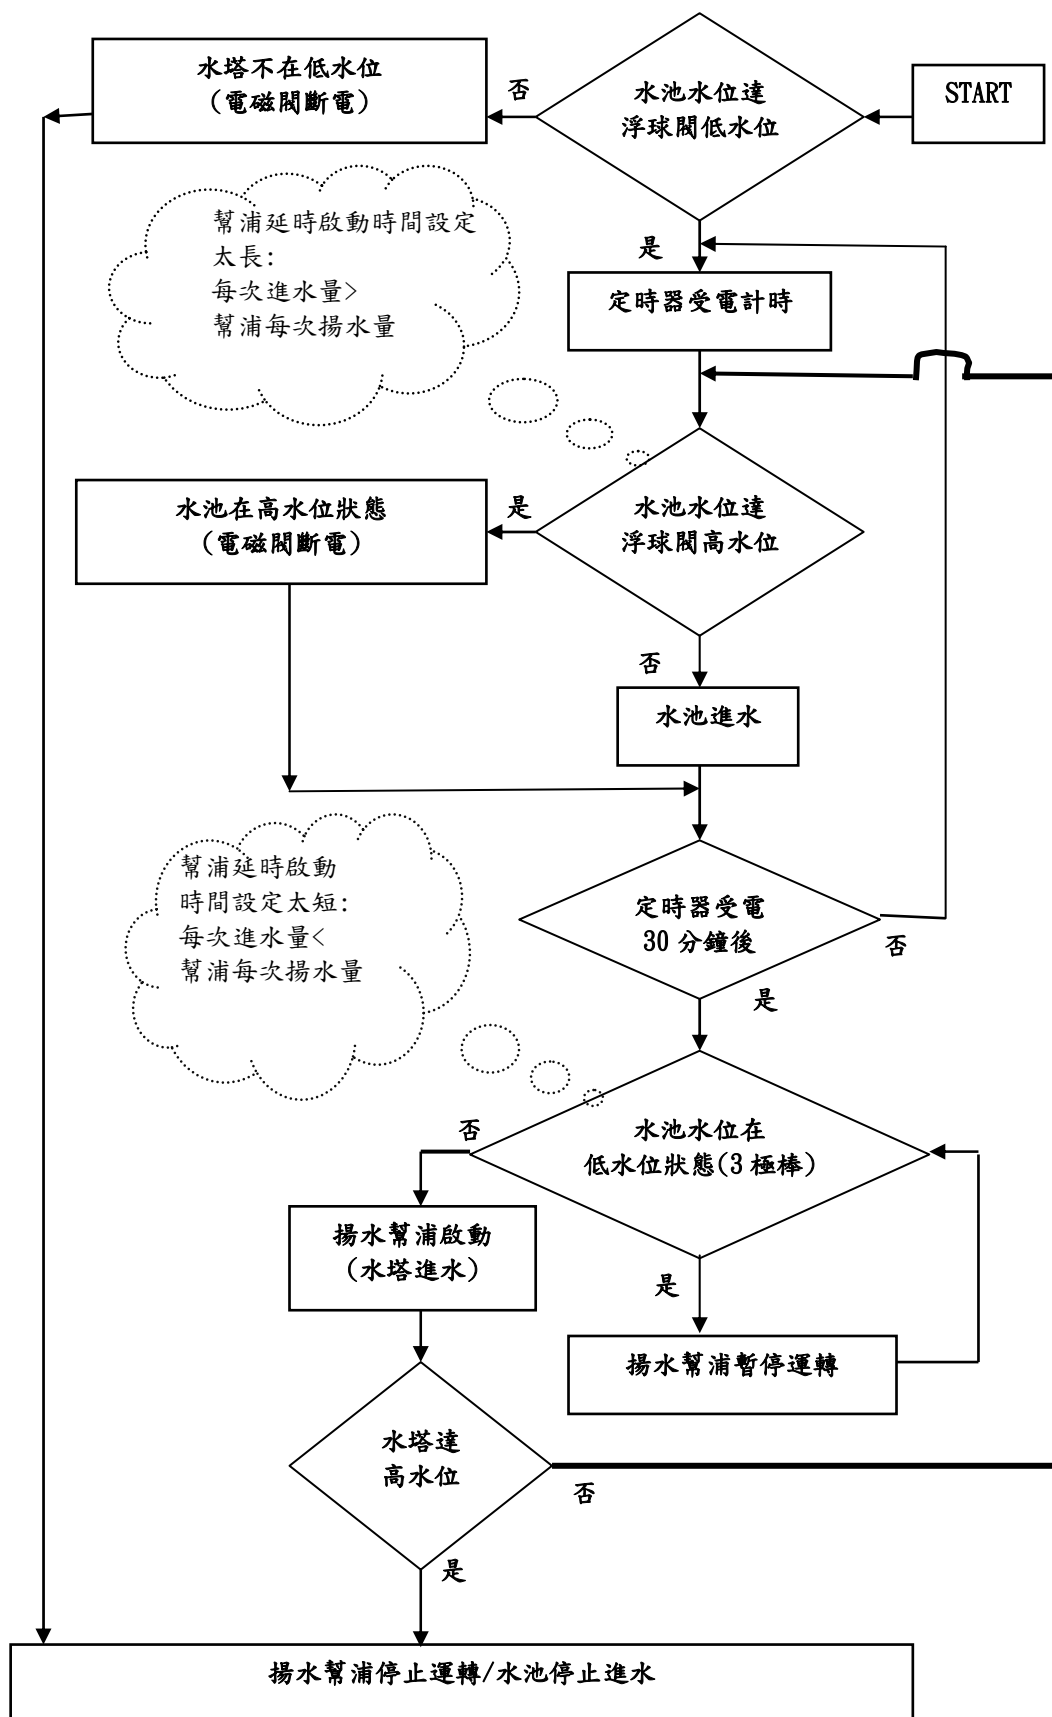 水塔不在低水位
(電磁閥斷電)
否
水池水位達
浮球閥低水位
START
幫浦延時啟動時間設定
太長:
每次進水量>
幫浦每次揚水量
是
定時器受電計時
水池在高水位狀態
(電磁閥斷電)
是
水池水位達
浮球閥高水位
否
水池進水
幫浦延時啟動
時間設定太短:
每次進水量<
幫浦每次揚水量
定時器受電
30 分鐘後
否
是
否
水池水位在
低水位狀態(3 極棒)
揚水幫浦啟動
(水塔進水)
是
揚水幫浦暫停運轉
水塔達
高水位
否
是
揚水幫浦停止運轉/水池停止進水